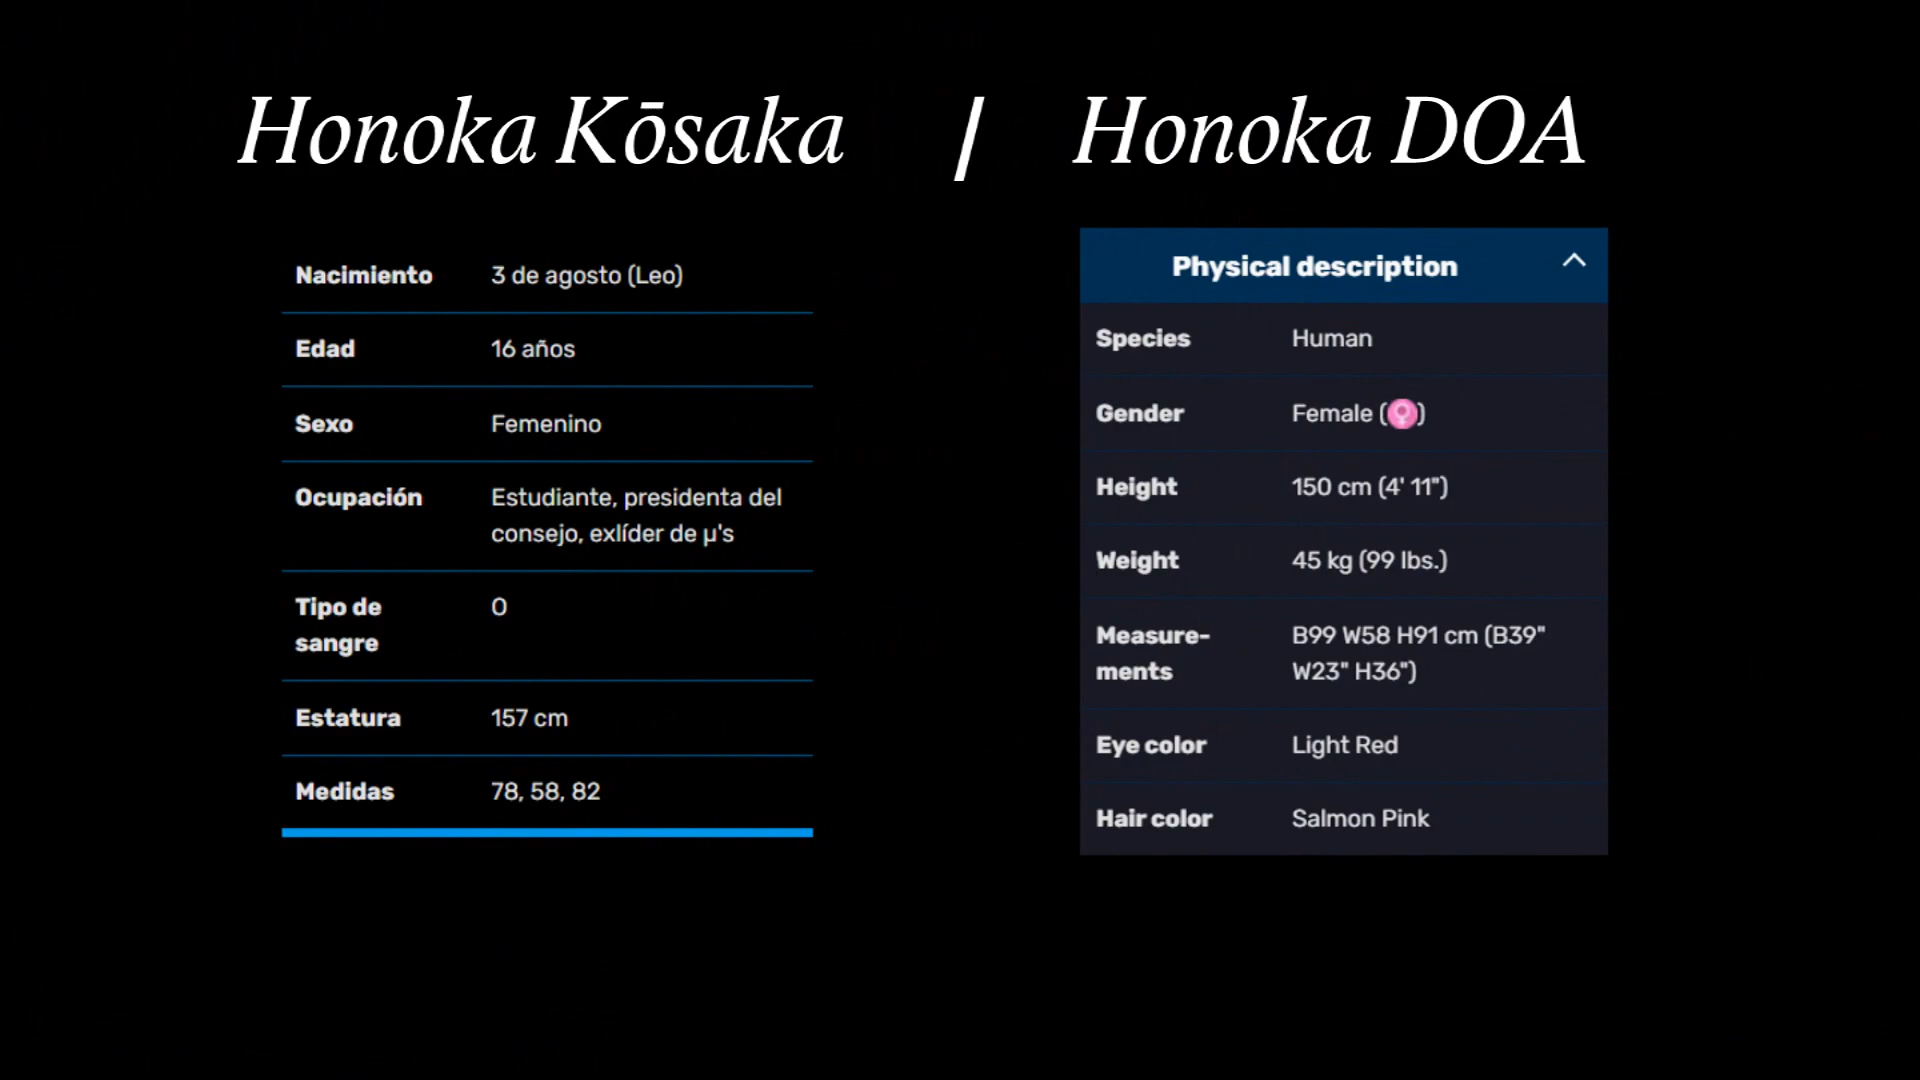 Honoka Kōsaka / Honoka DOA
Nacimiento 3 de agosto (Leo)
Edad 16 años
Sexo Femenino
Ocupación Estudiante, presidenta del
consejo, exlíder de µ's
Tipo de O
sangre
Estatura 157 cm
Medidas 78, 58, 82
Physical description
Species Human
Gender Female (♀)
Height 150 cm (4' 11")
Weight 45 kg (99 lbs.)
Measure- B99 W58 H91 cm (B39"
ments W23" H36")
Eye color Light Red
Hair color Salmon Pink